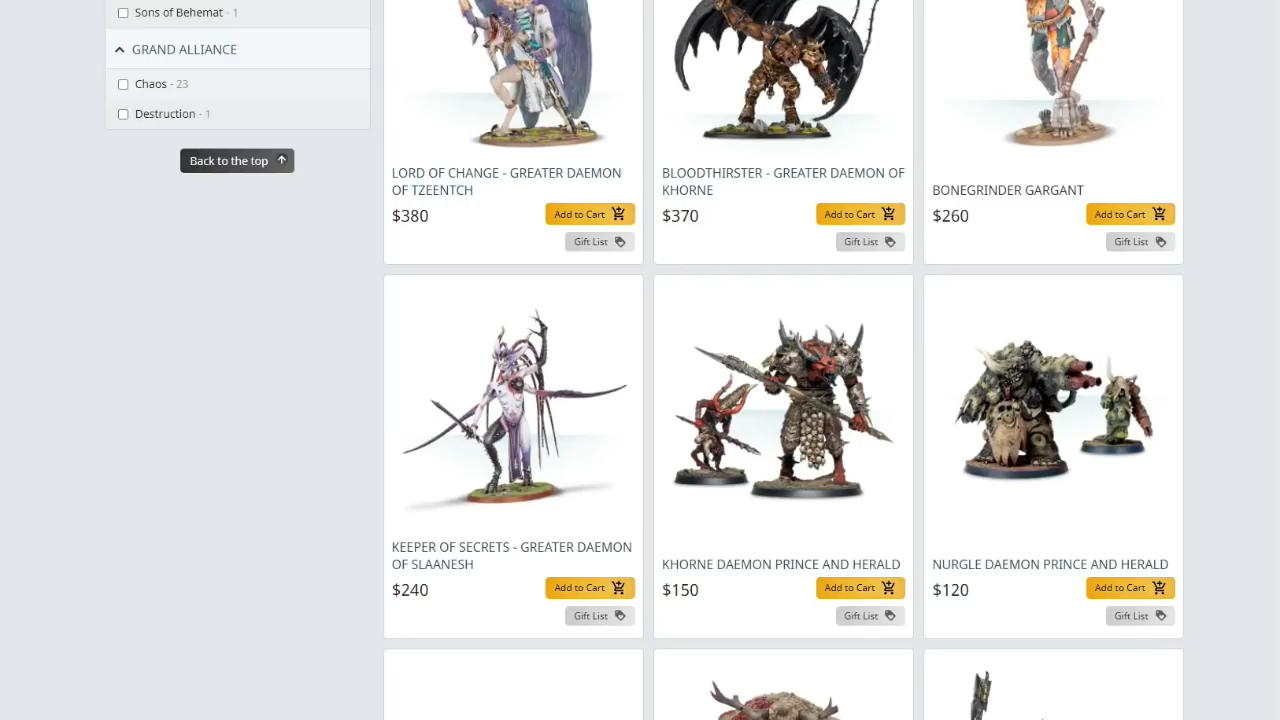 Sons of Behemat - 1
GRAND ALLIANCE
Chaos - 23
Destruction - 1
Back to the top
LORD OF CHANGE - GREATER DAEMON
OF TZEENTCH
$380
Add to Cart
Gift List
BLOODTHIRSTER - GREATER DAEMON OF
KHORNE
$370
Add to Cart
Gift List
BONEGRINDER GARGANT
$260
Add to Cart
Gift List
KEEPER OF SECRETS - GREATER DAEMON
OF SLAANESH
$240
Add to Cart
Gift List
KHORNE DAEMON PRINCE AND HERALD
$150
Add to Cart
Gift List
NURGLE DAEMON PRINCE AND HERALD
$120
Add to Cart
Gift List